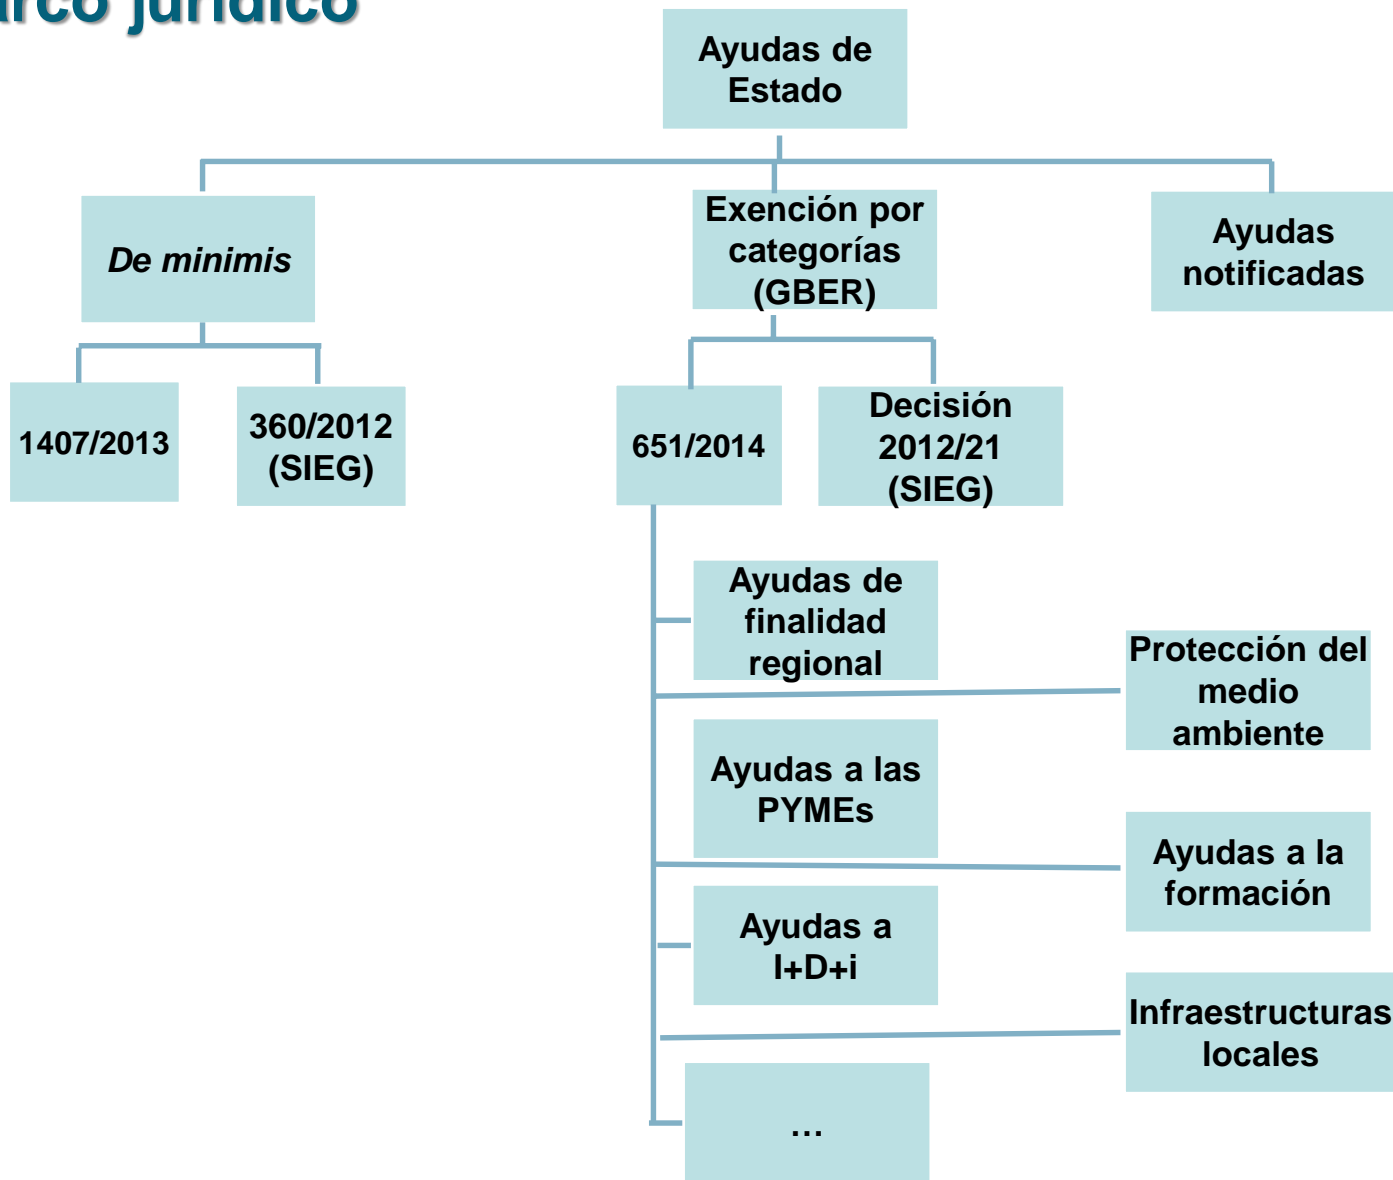 arco jurídico
Ayudas de
Estado
De minimis
Exención por
categorías
(GBER)
Ayudas
notificadas
1407/2013
360/2012
(SIEG)
651/2014
Decisión
2012/21
(SIEG)
Ayudas de
finalidad
regional
Protección del
medio
ambiente
Ayudas a las
PYMEs
Ayudas a la
formación
Ayudas a
I+D+i
Infraestructuras
locales
…